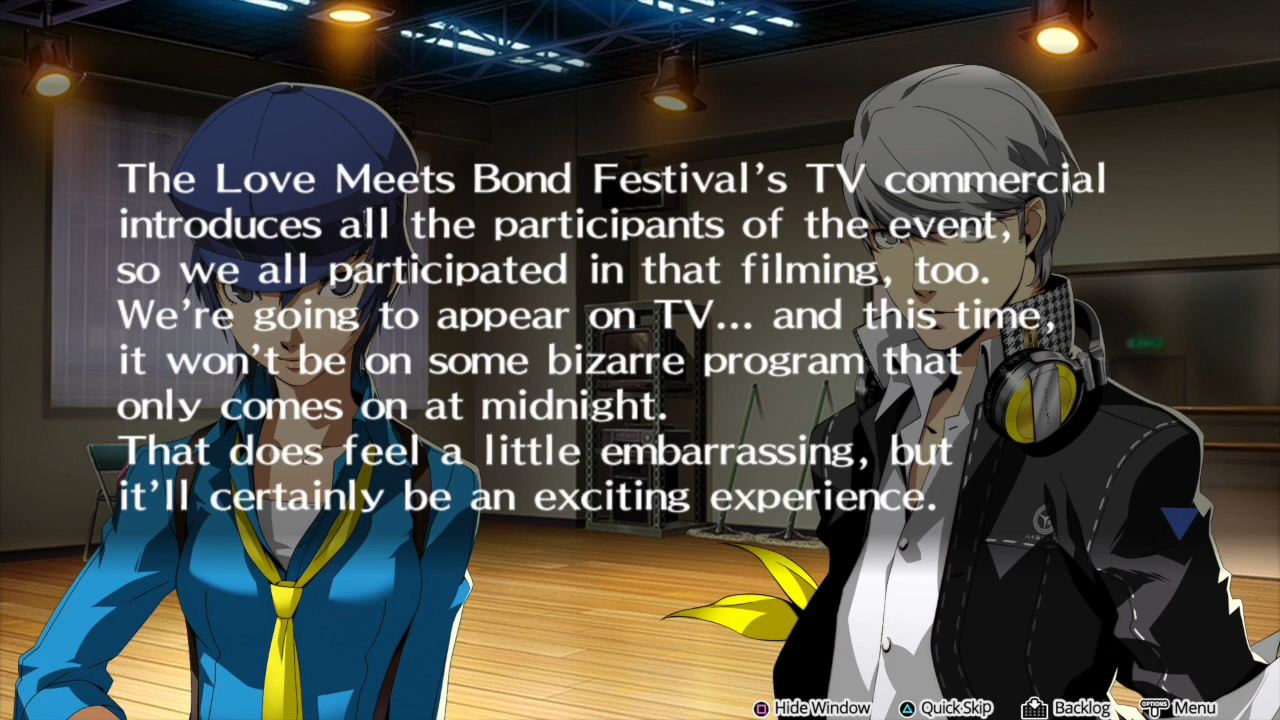 The Love Meets Bond Festival's TV commercial
introduces all the participants of the event,
so we all participated in that filming, too.
We're going to appear on TV... and this time,
it won't be on some bizarre program that
only comes on at midnight.
That does feel a little embarrassing, but
it'll certainly be an exciting experience.
Hide Window Quick Skip Backlog OPTIONS Menu